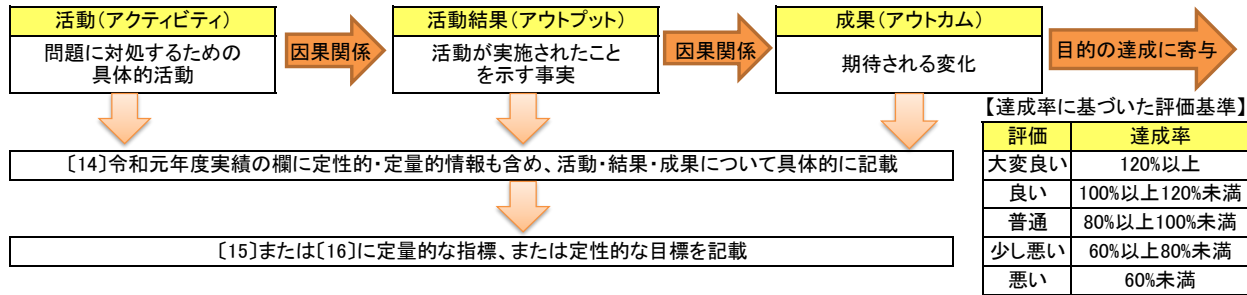 活動(アクティビティ)
問題に対処するための
具体的活動
因果関係
活動結果(アウトプット)
活動が実施されたこと
を示す事実
因果関係
成果(アウトカム)
期待される変化
目的の達成に寄与
〔14〕令和元年度実績の欄に定性的・定量的情報も含め、活動・結果・成果について具体的に記載
〔15〕または〔16〕に定量的な指標、または定性的な目標を記載
【達成率に基づいた評価基準】
評価 達成率
大変良い 120%以上
良い 100%以上120%未満
普通 80%以上100%未満
少し悪い 60%以上80%未満
悪い 60%未満